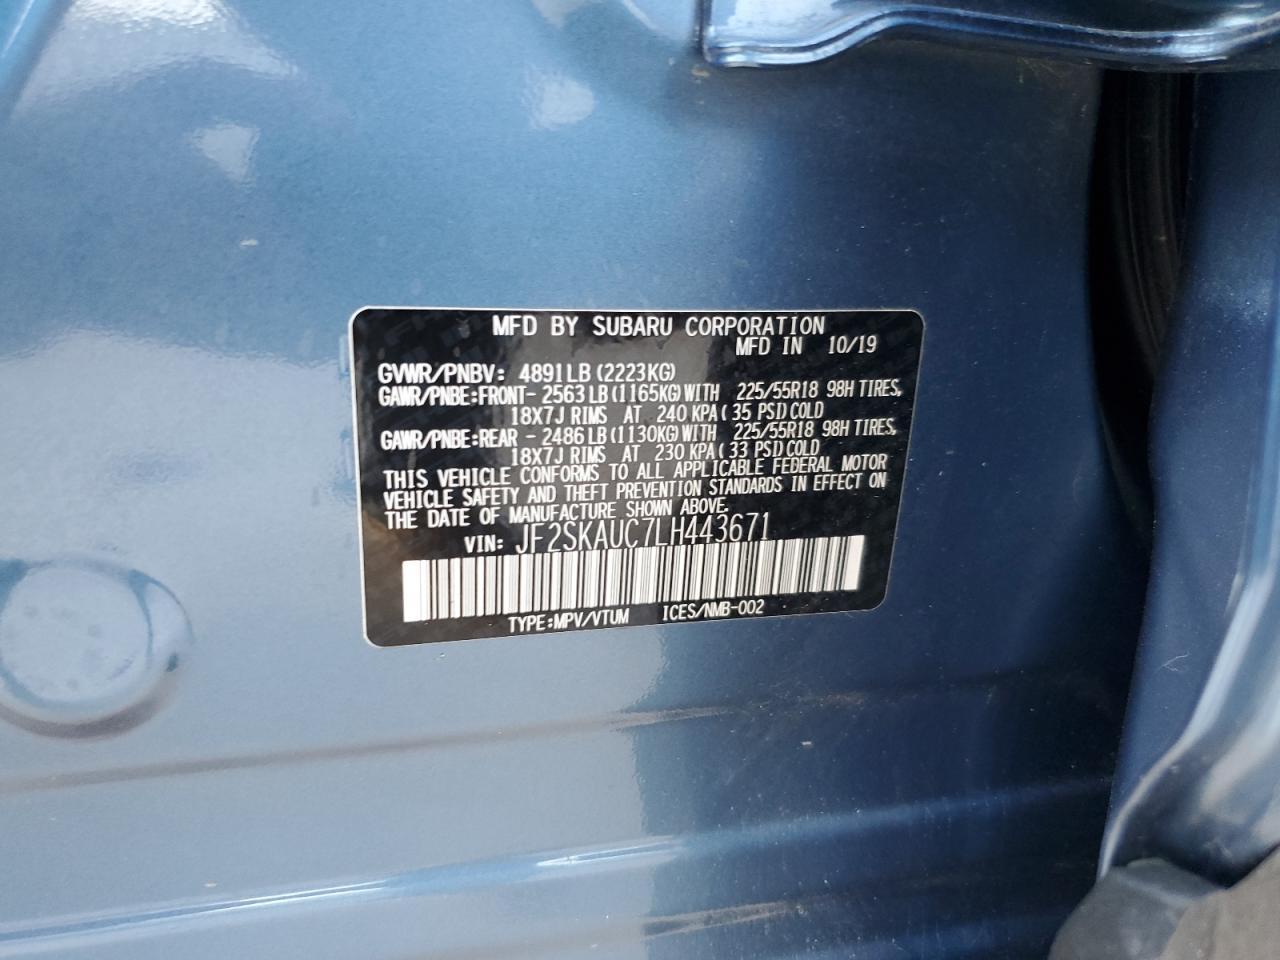 MFD BY SUBARU CORPORATION
MFD IN 10/19
GVWR/PNBV: 4891LB(2223KG)
GAWR/PNBE:FRONT- 2563LB(1165KG)WITH 225/55R18 98H TIRES,
18X7J RIMS AT 240 KPA(35 PSI)COLD
GAWR/PNBE:REAR - 2486LB(1130KG)WITH 225/55R18 98H TIRES,
18X7J RIMS AT 230 KPA(33 PSI)COLD
THIS VEHICLE CONFORMS TO ALL APPLICABLE FEDERAL MOTOR
VEHICLE SAFETY AND THEFT PREVENTION STANDARDS IN EFFECT ON
THE DATE OF MANUFACTURE SHOWN ABOVE.
VIN: JF2SKAUC7LH443671
TYPE:MPV/VTUM ICES/NMB-002